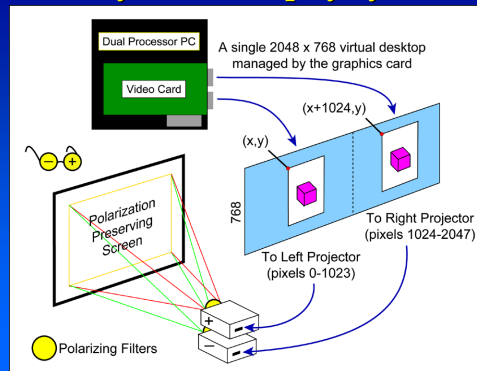 Dual Processor PC
Video Card
A single 2048 x 768 virtual desktop
managed by the graphics card
(x+1024,y)
(x,y)
768
− +
Polarization
Preserving
Screen
To Right Projector
(pixels 1024-2047)
To Left Projector
(pixels 0-1023)
+
−
Polarizing Filters